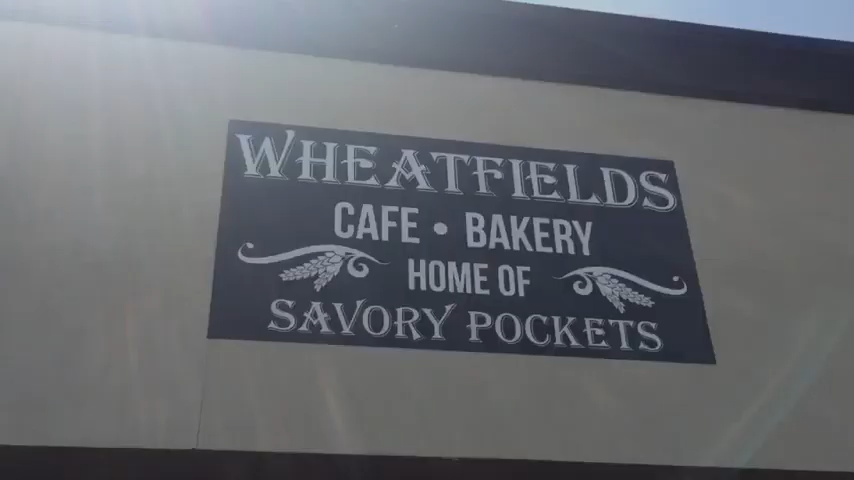 WHEATFIELDS
CAFE • BAKERY
HOME OF
SAVORY POCKETS